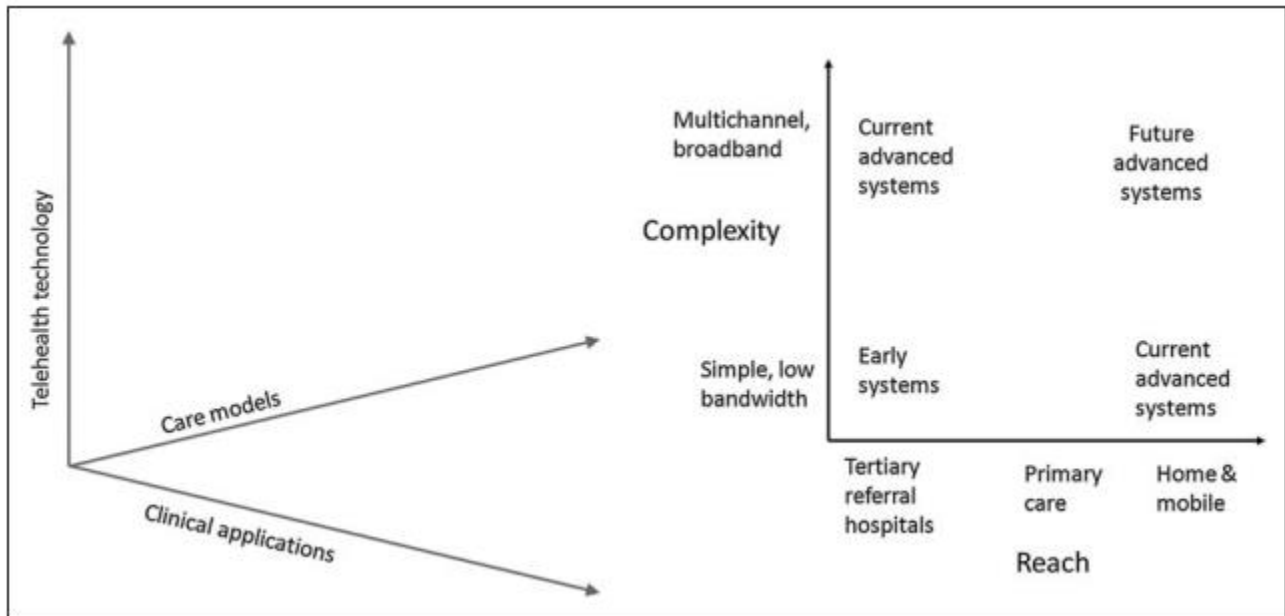 Telehealth technology
Care models
Clinical applications
Multichannel,
broadband
Complexity
Simple, low
bandwidth
Current
advanced
systems
Future
advanced
systems
Early
systems
Current
advanced
systems
Tertiary
referral
hospitals
Primary
care
Home &
mobile
Reach